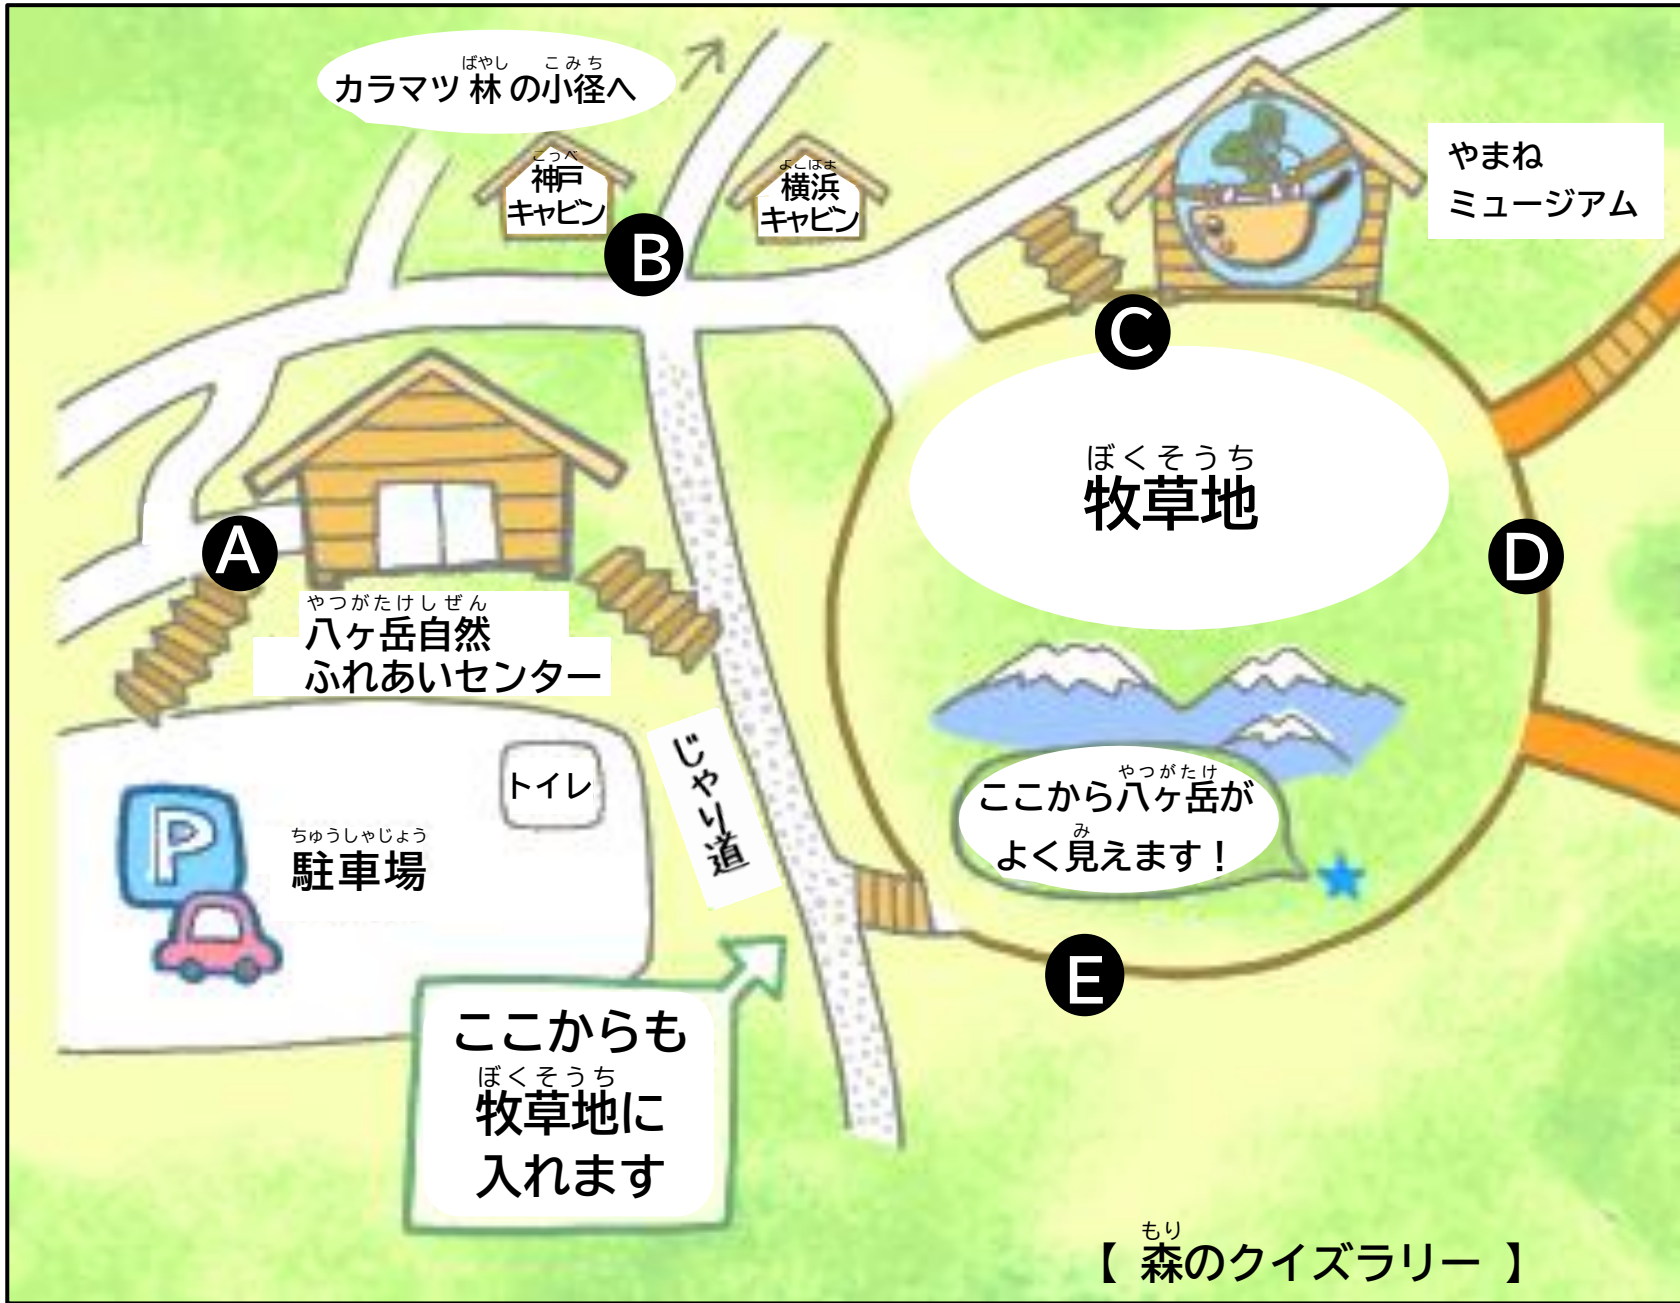 カラマツ林の小径へ
ばやし
こみち
こうべ
神戸
キャビン
よこはま
横浜
キャビン
やまね
ミュージアム
A
B
C
D
E
ぼくそうち
牧草地
やつがたけしぜん
八ヶ岳自然
ふれあいセンター
じゃり道
トイレ
P
ちゅうしゃじょう
駐車場
やつがたけ
ここから八ヶ岳が
み
よく見えます！
ここからも
ぼくそうち
牧草地に
入れます
もり
【 森のクイズラリー 】